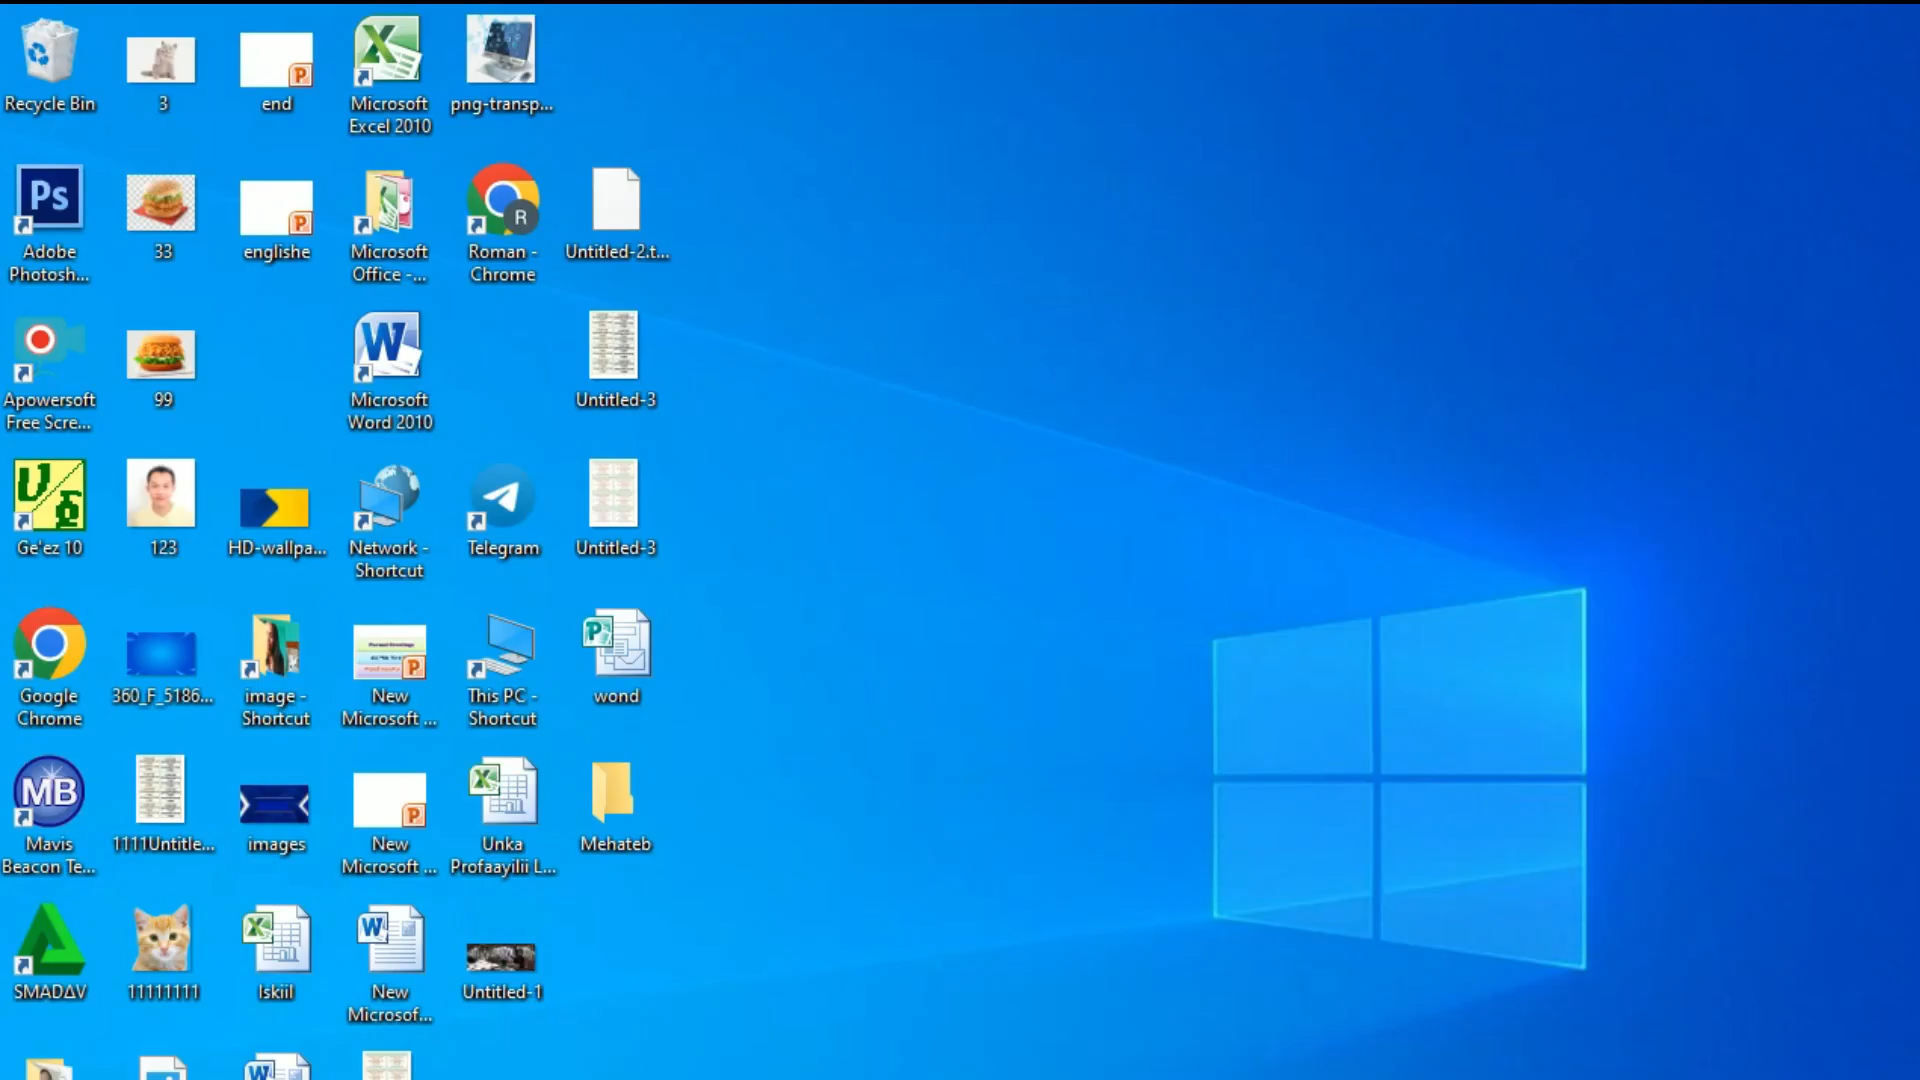 Recycle Bin
3
end
Microsoft
Excel 2010
png-transp...
Ps
Adobe
Photosh...
33
englishe
Microsoft
Office -...
R
Roman -
Chrome
Untitled-2.t...
Apowersoft
Free Scre...
99
Microsoft
Word 2010
Untitled-3
Ge'ez 10
123
HD-wallpa...
Network -
Shortcut
Telegram
Untitled-3
Google
Chrome
360_F_5186...
image -
Shortcut
New
Microsoft ...
This PC -
Shortcut
wond
MB
Mavis
Beacon Te...
1111Untitle...
images
New
Microsoft ...
Unka
Profaayilii L...
Mehateb
SMADΔV
11111111
Iskiil
New
Microsof...
Untitled-1